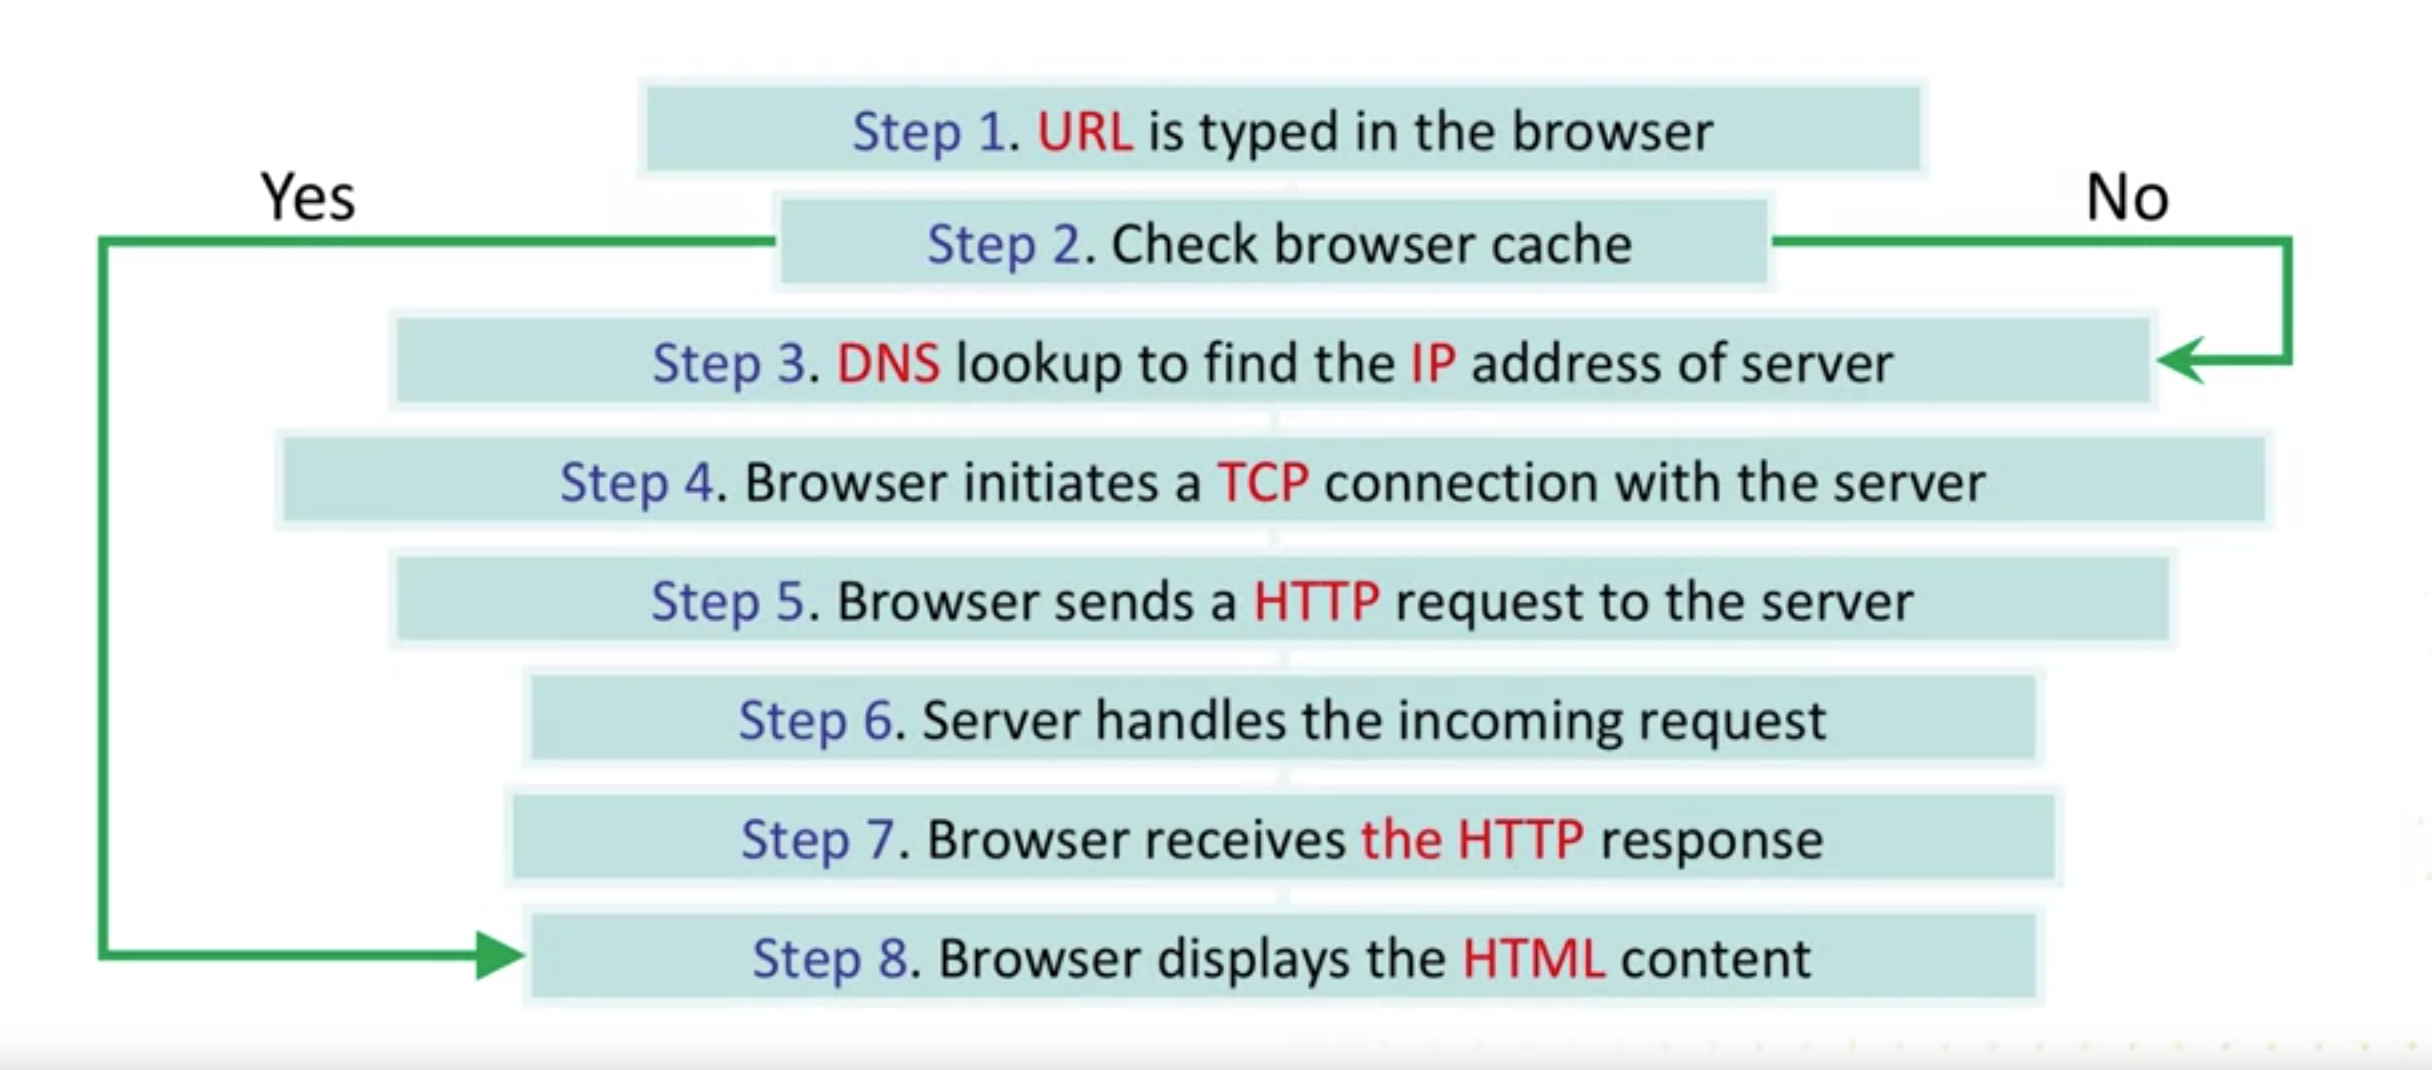 Step 1. URL is typed in the browser
Yes
No
Step 2. Check browser cache
Step 3. DNS lookup to find the IP address of server
Step 4. Browser initiates a TCP connection with the server
Step 5. Browser sends a HTTP request to the server
Step 6. Server handles the incoming request
Step 7. Browser receives the HTTP response
Step 8. Browser displays the HTML content